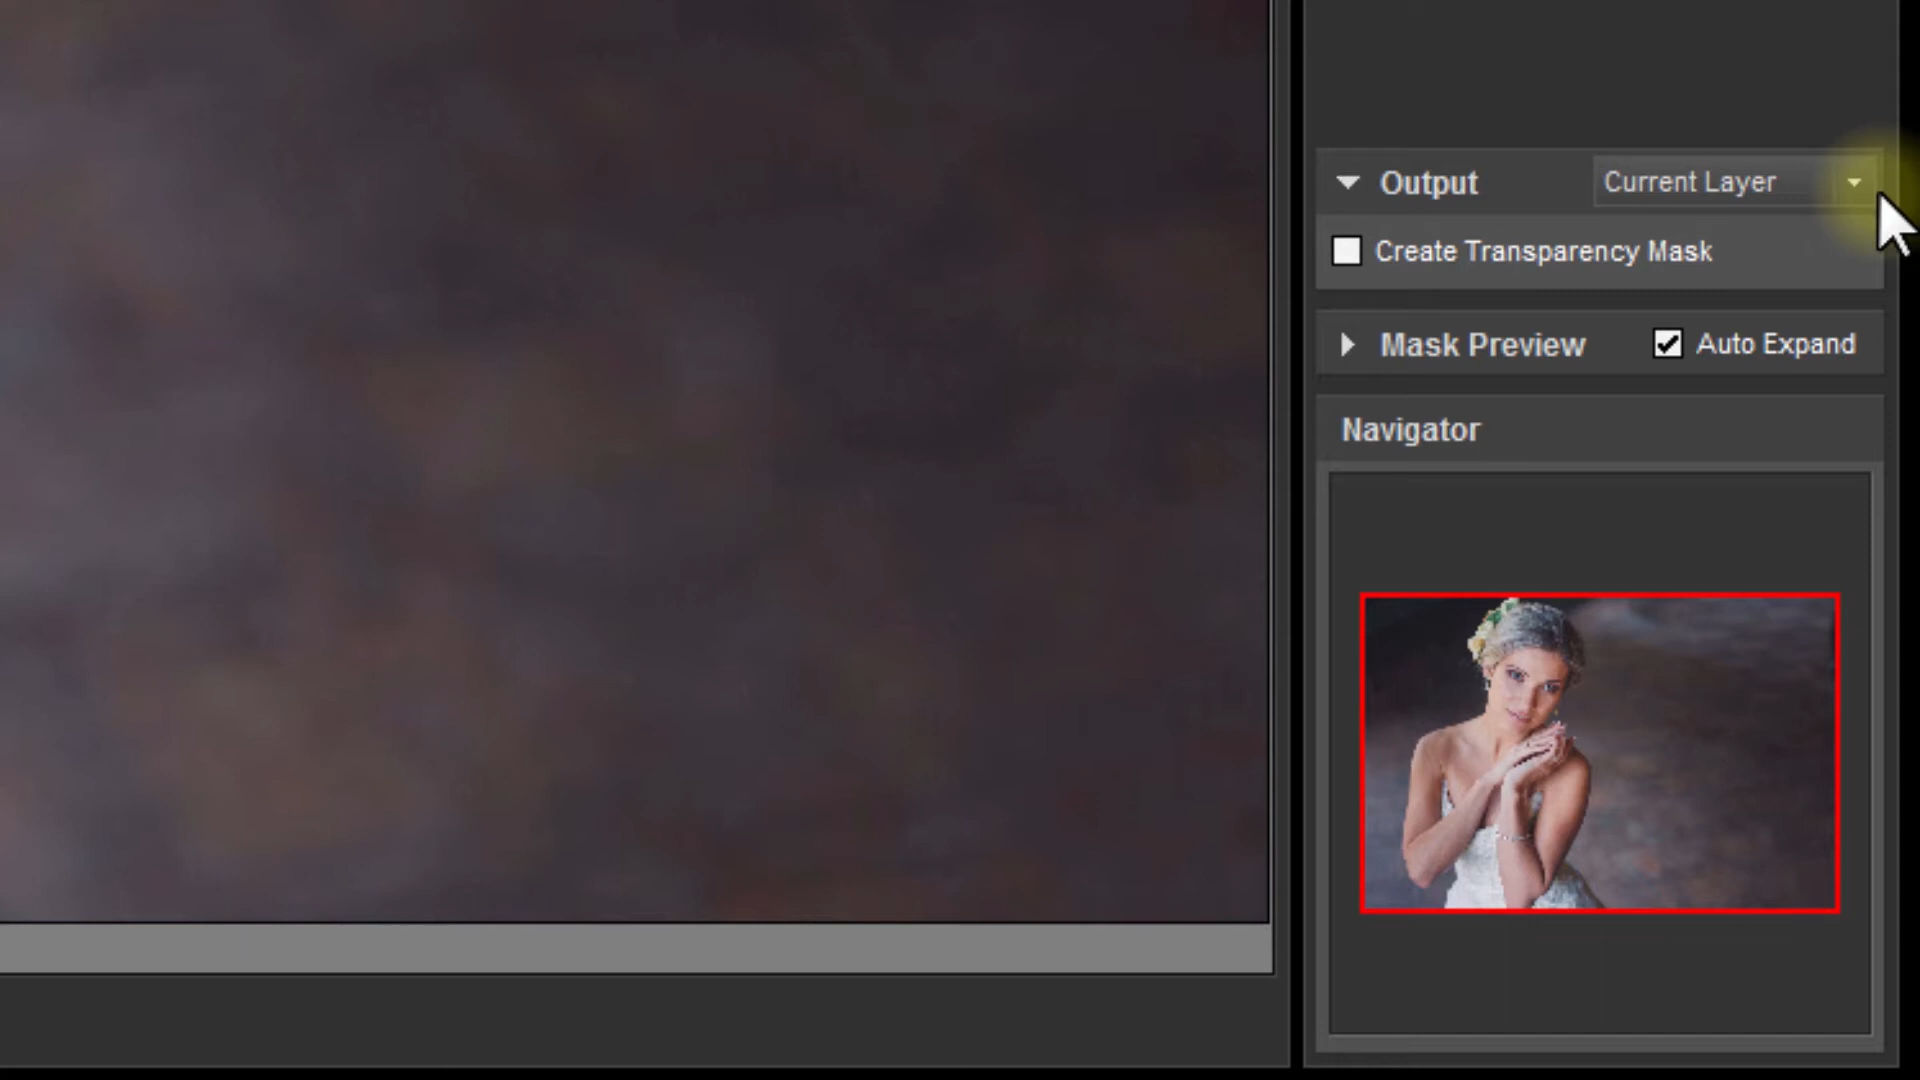 Output Current Layer
Create Transparency Mask
Mask Preview Auto Expand
Navigator